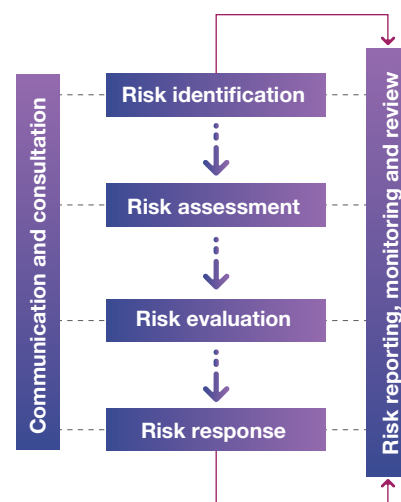 Communication and consultation
Risk identification
Risk assessment
Risk evaluation
Risk response
Risk reporting, monitoring and review